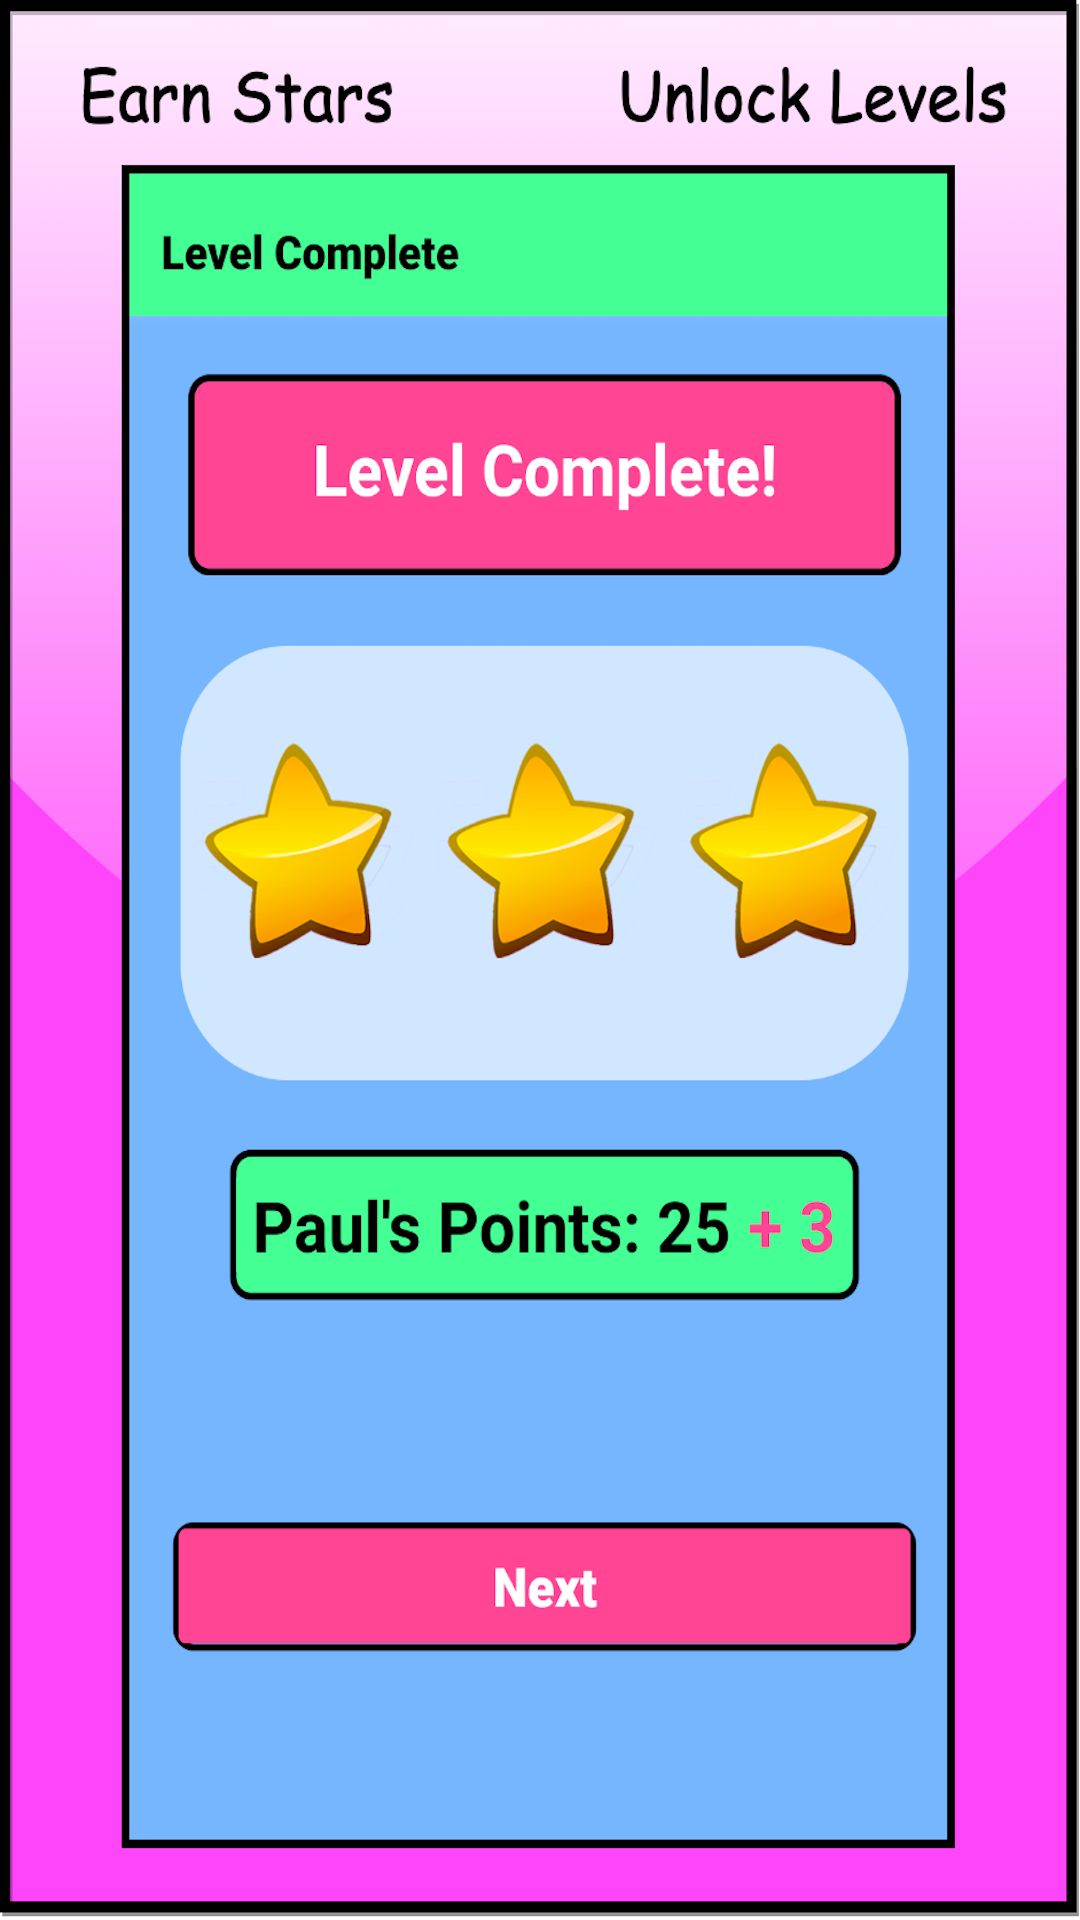 Earn Stars Unlock Levels
Level Complete
Level Complete!
Paul's Points: 25 + 3
Next